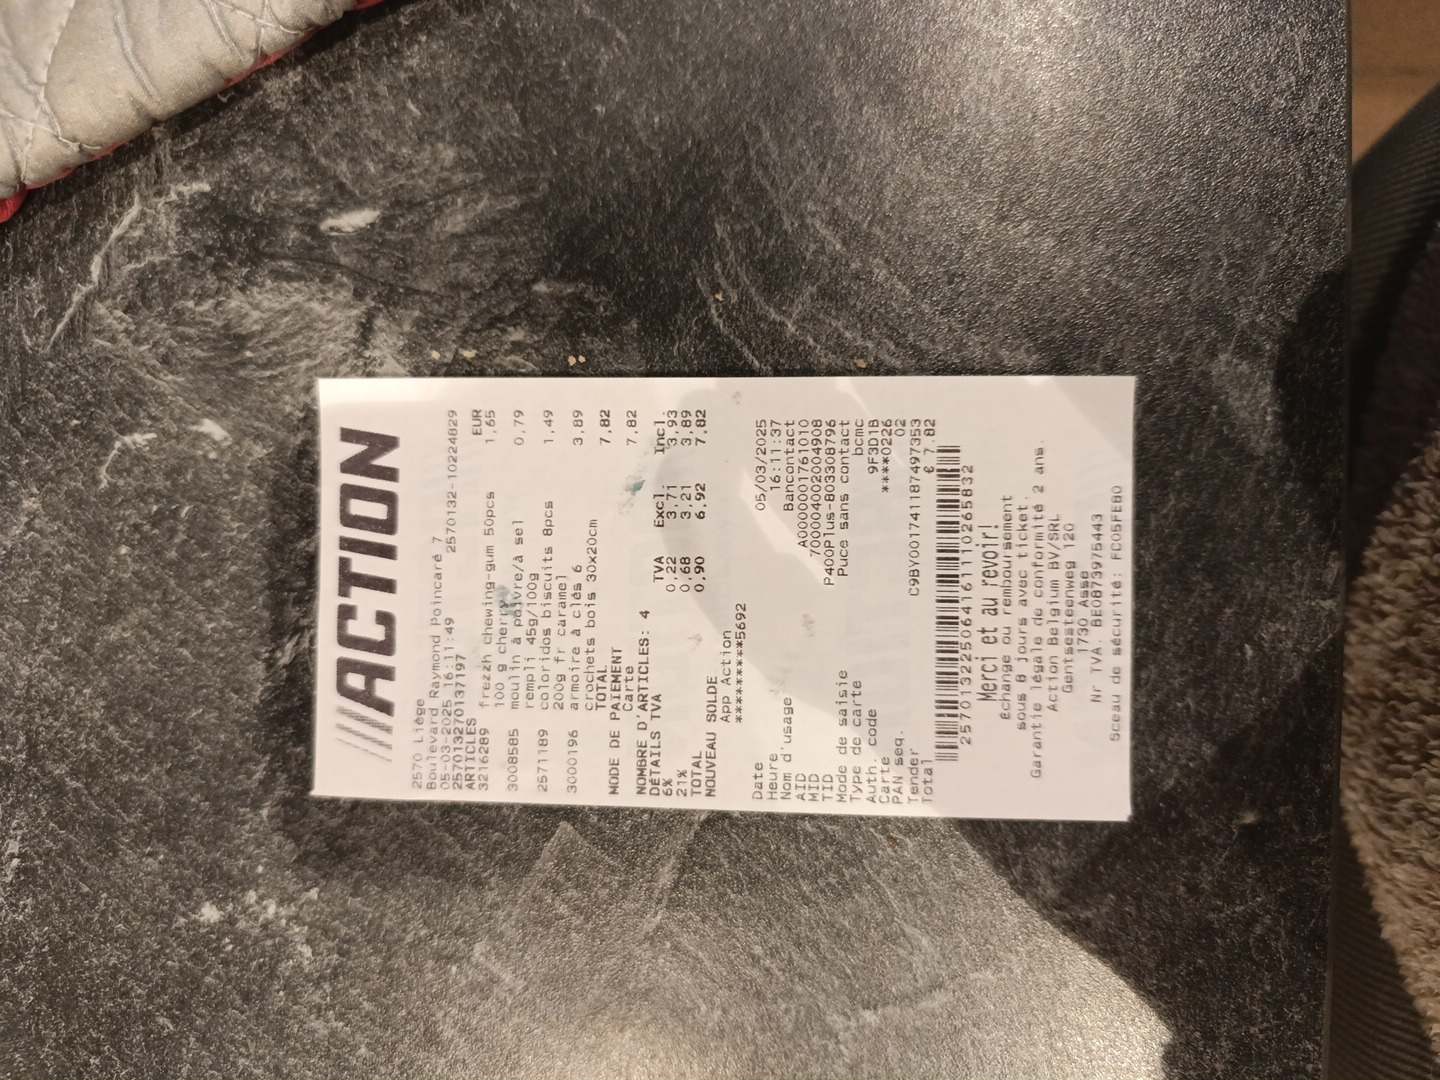 ACTION
2570 Liège
Boulevard Raymond Poincaré 7
05-03-2025 16:11:49 2570132-10224829
257013270137197
ARTICLES EUR
3216289 frezzh chewing-gum 50pcs 1,65
100 g cherry
3008585 moulin à poivre/à sel 0,79
rempli 45g/100g
2571189 coloridos biscuits 8pcs 1,49
200g fr caramel
3000196 armoire à clés 6 3,89
crochets bois 30x20cm
TOTAL 7,82
MODE DE PAIEMENT
Carte 7,82
NOMBRE D'ARTICLES: 4
DÉTAILS TVA TVA Excl. Incl.
6% 0,22 3,71 3,93
21% 0,68 3,21 3,89
TOTAL 0,90 6,92 7,82
NOUVEAU SOLDE
App Action
*********5692
Date 05/03/2025
Heure 16:11:37
Nom d'usage Bancontact
AID A0000001761010
MID 70004002004908
TID P400Plus-803308796
Mode de saisie Puce sans contact
Type de carte bcmc
Auth. code 9F3D1B
Carte ****0226
PAN seq. 02
Tender C9BY001741187497353
Total € 7.82
2570132250641611110265832
Merci et au revoir!
échange ou remboursement
sous 8 jours avec ticket.
Garantie légale de conformité 2 ans.
Action Belgium BV/SRL
Gentsesteenweg 120
1730 Asse
Nr TVA. BE0873975443
Sceau de sécurité: FC05FEB0